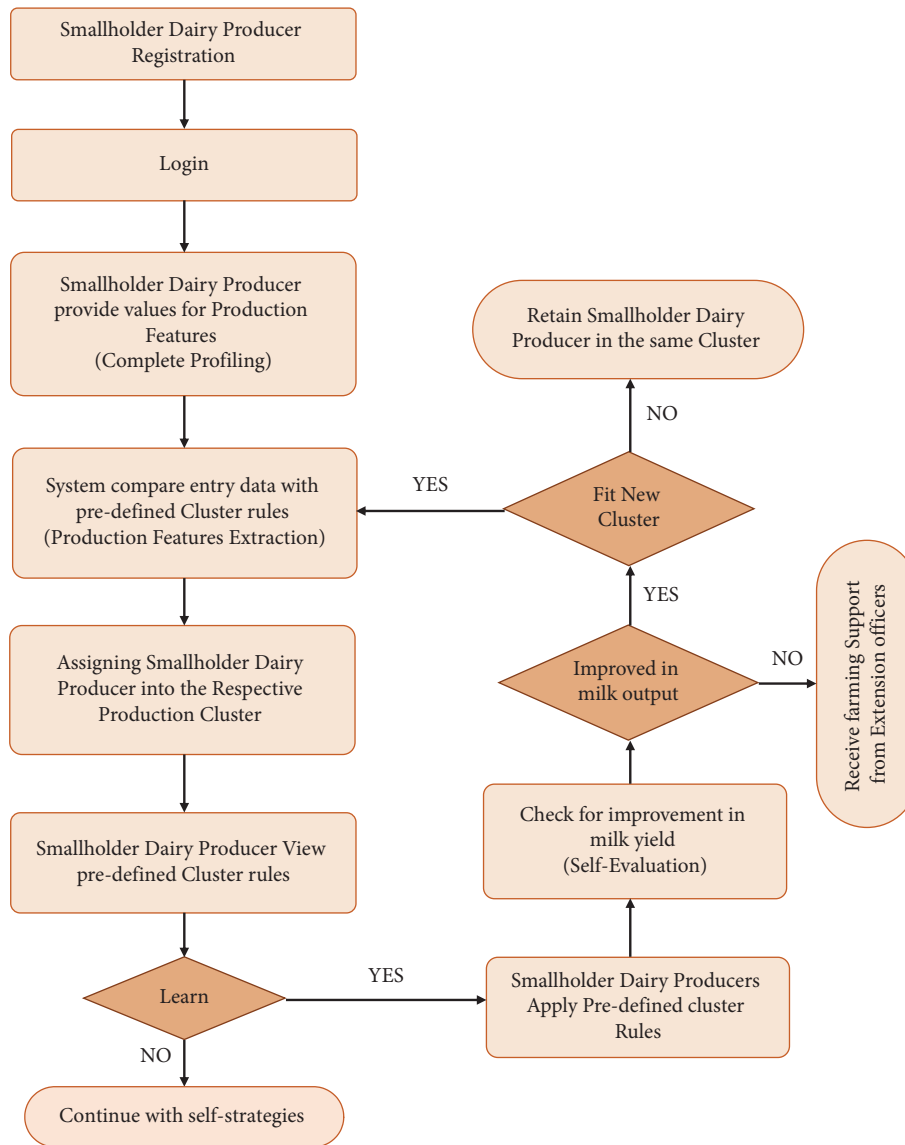 Smallholder Dairy Producer
Registration
Login
Smallholder Dairy Producer
provide values for Production
Features
(Complete Profiling)
System compare entry data with
pre-defined Cluster rules
(Production Features Extraction)
Assigning Smallholder Dairy
Producer into the Respective
Production Cluster
Smallholder Dairy Producer View
pre-defined Cluster rules
Learn
NO
Continue with self-strategies
YES
Smallholder Dairy Producers
Apply Pre-defined cluster
Rules
Check for improvement in
milk yield
(Self-Evaluation)
Improved in
milk output
NO
Receive farming Support
from Extension officers
YES
Fit New
Cluster
YES
NO
Retain Smallholder Dairy
Producer in the same Cluster